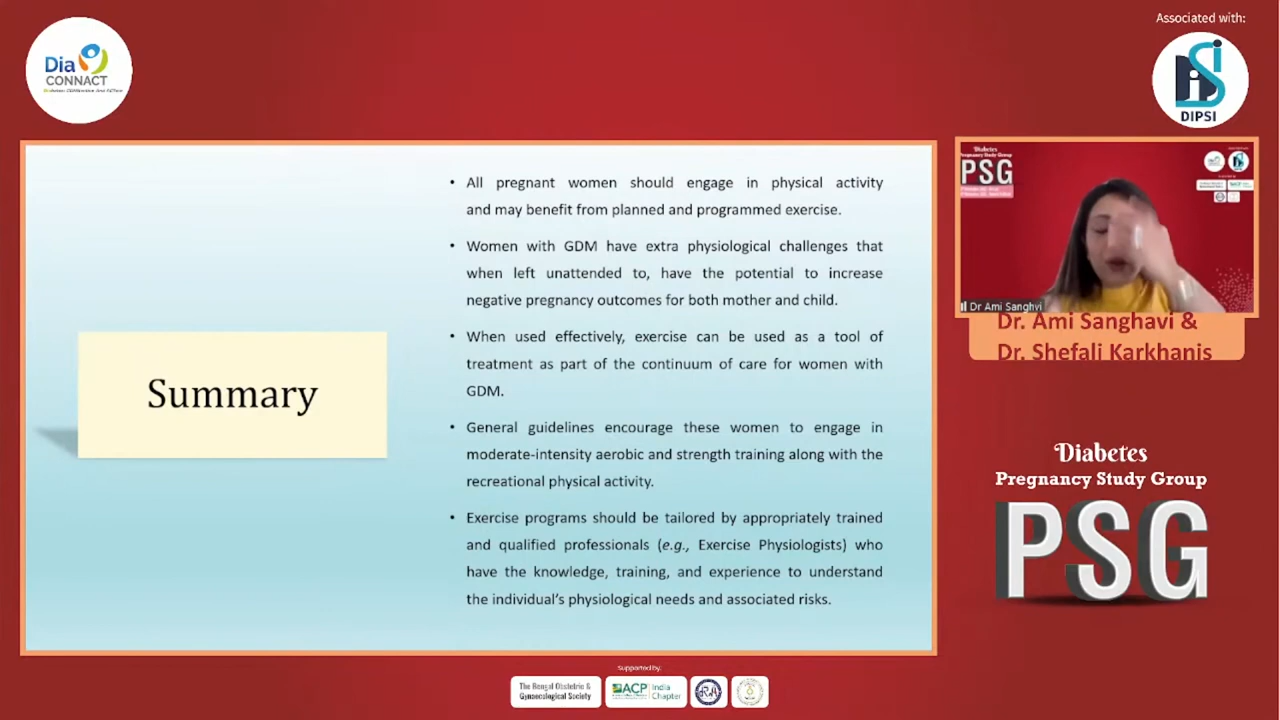 Associated with:
Dia
CONNACT
DIPSI
Summary
• All pregnant women should engage in physical activity
and may benefit from planned and programmed exercise.
• Women with GDM have extra physiological challenges that
when left unattended to, have the potential to increase
negative pregnancy outcomes for both mother and child.
• When used effectively, exercise can be used as a tool of
treatment as part of the continuum of care for women with
GDM.
• General guidelines encourage these women to engage in
moderate-intensity aerobic and strength training along with the
recreational physical activity.
• Exercise programs should be tailored by appropriately trained
and qualified professionals (e.g., Exercise Physiologists) who
have the knowledge, training, and experience to understand
the individual's physiological needs and associated risks.
Diabetes
Pregnancy Study Group
PSG
Dr Ami Sanghvi
Dr. Ami Sanghavi &
Dr. Shefali Karkhanis
Diabetes
Pregnancy Study Group
PSG
Supported by:
The Bengal Obstetric &
Gynaecological Society
ACP India
Chapter